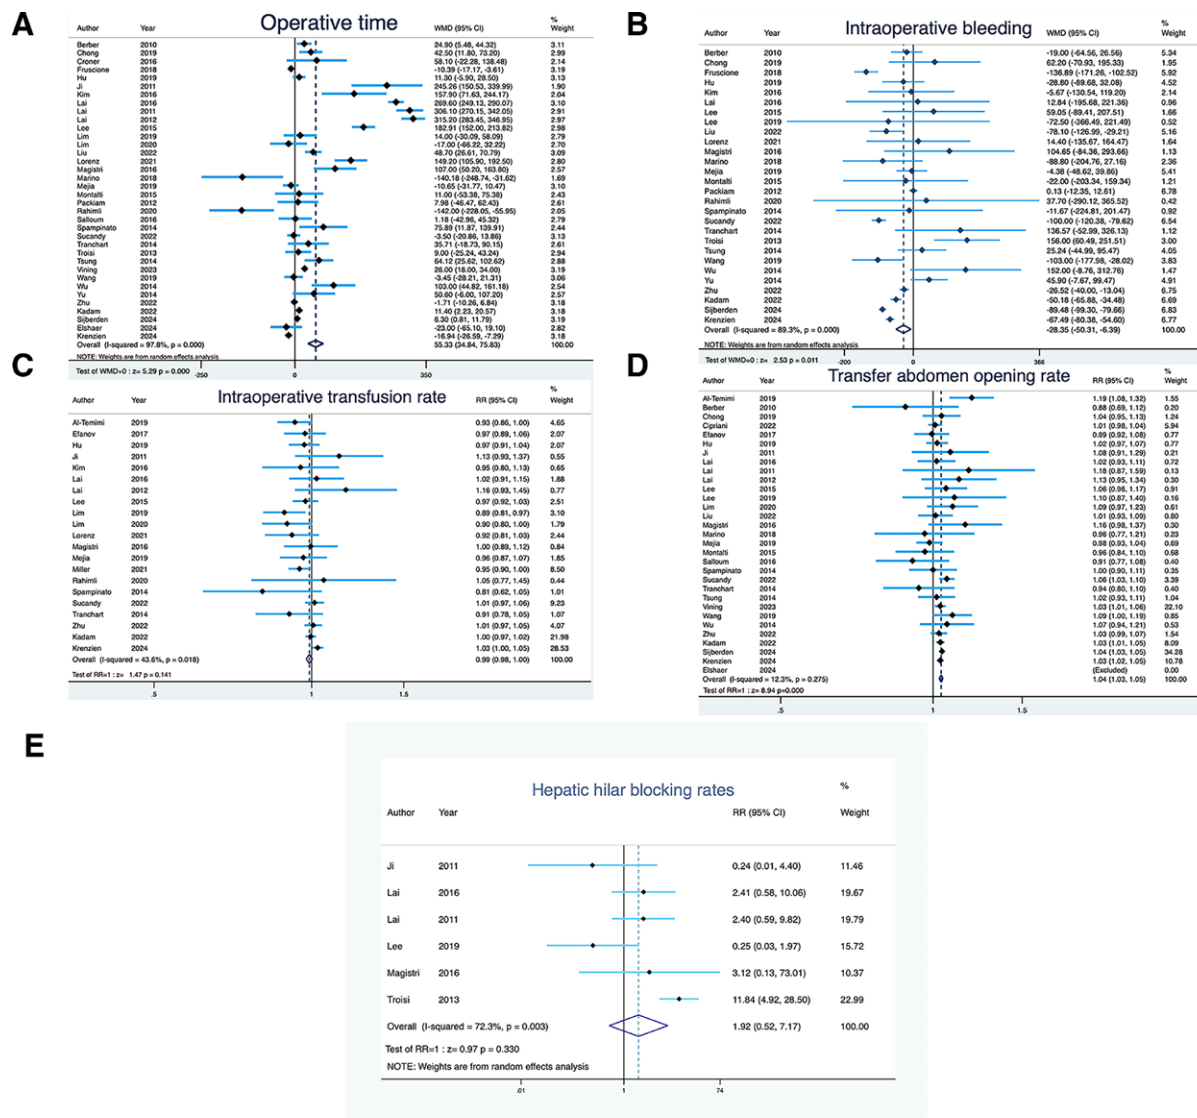 A
Operative time
%
Author Year WMD (95% CI) Weight
Berber 2010 24.90 (5.48, 44.32) 3.11
Chong 2019 42.50 (11.80, 73.20) 2.99
Croner 2016 58.10 (-22.28, 138.48) 2.14
Fruscione 2018 -10.39 (-17.17, -3.61) 3.19
Hu 2019 11.30 (-5.90, 28.50) 3.13
Ji 2011 245.26 (150.53, 339.99) 1.90
Kim 2016 157.90 (71.63, 244.17) 2.04
Lai 2016 269.60 (249.13, 290.07) 3.10
Lai 2011 306.10 (270.15, 342.05) 2.91
Lai 2012 315.20 (283.45, 346.95) 2.97
Lee 2015 182.91 (152.00, 213.82) 2.98
Lim 2019 14.00 (-30.09, 58.09) 2.79
Lim 2020 -17.00 (-66.22, 32.22) 2.70
Liu 2022 48.70 (26.61, 70.79) 3.09
Lorenz 2021 149.20 (105.90, 192.50) 2.80
Magistri 2016 107.00 (50.20, 163.80) 2.57
Marino 2018 -140.18 (-248.74, -31.62) 1.69
Mejia 2019 -10.65 (-31.77, 10.47) 3.10
Montalti 2015 11.00 (-53.38, 75.38) 2.43
Packiam 2012 7.98 (-46.47, 62.43) 2.61
Rahimli 2020 -142.00 (-228.05, -55.95) 2.05
Salloum 2016 1.18 (-42.96, 45.32) 2.79
Spampinato 2014 75.89 (11.87, 139.91) 2.44
Sucandy 2022 -3.50 (-20.86, 13.86) 3.13
Tranchart 2014 35.71 (-18.73, 90.15) 2.61
Troisi 2013 9.00 (-25.24, 43.24) 2.94
Tsung 2014 64.12 (25.62, 102.62) 2.88
Vining 2023 26.00 (18.00, 34.00) 3.19
Wang 2019 -3.45 (-28.21, 21.31) 3.06
Wu 2014 103.00 (44.82, 161.18) 2.54
Yu 2014 50.60 (-6.00, 107.20) 2.57
Zhu 2022 -1.71 (-10.26, 6.84) 3.18
Kadam 2022 11.40 (2.23, 20.57) 3.18
Sijberden 2024 6.30 (0.81, 11.79) 3.19
Elshaer 2024 -23.00 (-65.10, 19.10) 2.82
Krenzien 2024 -16.94 (-26.59, -7.29) 3.18
Overall (I-squared = 97.8%, p = 0.000) 55.33 (34.84, 75.83) 100.00
NOTE: Weights are from random effects analysis
Test of WMD=0 : z= 5.29 p = 0.000
-250 0 350
B
Intraoperative bleeding
%
Author Year WMD (95% CI) Weight
Berber 2010 -19.00 (-64.56, 26.56) 5.34
Chong 2019 62.20 (-70.93, 195.33) 1.95
Fruscione 2018 -136.89 (-171.26, -102.52) 5.92
Hu 2019 -28.80 (-89.68, 32.08) 4.51
Kim 2016 -5.67 (-130.54, 119.20) 2.14
Lai 2016 12.84 (-195.68, 221.36) 0.96
Lee 2015 59.05 (-89.41, 207.51) 1.66
Lee 2019 -72.50 (-366.49, 221.49) 0.52
Liu 2022 -78.10 (-126.99, -29.21) 5.16
Lorenz 2021 14.40 (-135.67, 164.47) 1.64
Magistri 2016 104.65 (-84.36, 293.66) 1.13
Marino 2018 -88.80 (-204.76, 27.16) 2.36
Mejia 2019 -4.38 (-48.62, 39.86) 5.41
Montalti 2015 -22.00 (-203.34, 159.34) 1.21
Packiam 2012 0.13 (-12.35, 12.61) 6.78
Rahimli 2020 37.70 (-290.12, 365.52) 0.42
Spampinato 2014 -11.67 (-224.81, 201.47) 0.92
Sucandy 2022 -100.00 (-120.38, -79.62) 6.54
Tranchart 2014 136.57 (-52.99, 326.13) 1.12
Troisi 2013 156.00 (60.49, 251.51) 3.00
Tsung 2014 25.24 (-44.99, 95.47) 4.05
Wang 2019 -103.00 (-177.98, -28.02) 3.83
Wu 2014 152.00 (-8.76, 312.76) 1.47
Yu 2014 45.90 (-7.67, 99.47) 4.91
Zhu 2022 -26.52 (-40.00, -13.04) 6.75
Kadam 2022 -50.18 (-65.88, -34.48) 6.69
Sijberden 2024 -89.48 (-99.30, -79.66) 6.83
Krenzien 2024 -67.49 (-80.38, -54.60) 6.77
Overall (I-squared = 89.3%, p = 0.000) -28.35 (-50.31, -6.39) 100.00
NOTE: Weights are from random effects analysis
Test of WMD=0 : z= 2.53 p = 0.011
-200 0 366
C
Intraoperative transfusion rate
%
Author Year RR (95% CI) Weight
Al-Temimi 2019 0.93 (0.86, 1.00) 4.65
Efanov 2017 0.97 (0.89, 1.06) 2.07
Hu 2019 0.97 (0.91, 1.04) 2.07
Ji 2011 1.13 (0.93, 1.37) 0.55
Kim 2016 0.95 (0.80, 1.13) 0.65
Lai 2016 1.02 (0.91, 1.15) 1.88
Lai 2012 1.16 (0.93, 1.45) 0.77
Lee 2015 0.97 (0.92, 1.03) 2.51
Lim 2019 0.89 (0.81, 0.97) 3.10
Lim 2020 0.90 (0.80, 1.00) 1.79
Lorenz 2021 0.92 (0.81, 1.03) 2.44
Magistri 2016 1.00 (0.89, 1.12) 0.84
Mejia 2019 0.96 (0.87, 1.07) 1.85
Miller 2021 0.95 (0.90, 1.00) 8.50
Rahimli 2020 1.05 (0.77, 1.45) 0.44
Spampinato 2014 0.81 (0.62, 1.05) 1.01
Sucandy 2022 1.01 (0.97, 1.06) 9.23
Tranchart 2014 0.91 (0.78, 1.05) 1.07
Zhu 2022 1.01 (0.97, 1.05) 4.07
Kadam 2022 1.00 (0.97, 1.02) 21.98
Krenzien 2024 1.03 (1.00, 1.05) 28.53
Overall (I-squared = 43.6%, p = 0.018) 0.99 (0.98, 1.00) 100.00
Test of RR=1 : z= 1.47 p = 0.141
.5 1 1.5
D
Transfer abdomen opening rate
%
Author Year RR (95% CI) Weight
Al-Temimi 2019 1.19 (1.08, 1.32) 1.55
Berber 2010 0.88 (0.69, 1.12) 0.20
Chong 2019 1.04 (0.95, 1.13) 1.24
Cipriani 2022 1.01 (0.98, 1.04) 5.94
Efanov 2017 0.99 (0.92, 1.08) 0.77
Hu 2019 1.02 (0.97, 1.07) 0.77
Ji 2011 1.08 (0.91, 1.29) 0.21
Lai 2016 1.02 (0.93, 1.11) 0.72
Lai 2011 1.18 (0.87, 1.59) 0.13
Lai 2012 1.13 (0.95, 1.34) 0.30
Lee 2015 1.06 (0.98, 1.17) 0.91
Lee 2019 1.10 (0.87, 1.40) 0.16
Lim 2020 1.09 (0.97, 1.23) 0.61
Liu 2022 1.01 (0.93, 1.09) 0.80
Magistri 2016 1.16 (0.98, 1.37) 0.30
Marino 2018 0.96 (0.77, 1.21) 0.23
Mejia 2019 0.98 (0.93, 1.04) 0.69
Montalti 2015 0.96 (0.84, 1.10) 0.68
Salloum 2016 0.91 (0.77, 1.08) 0.40
Spampinato 2014 1.00 (0.90, 1.11) 0.35
Sucandy 2022 1.06 (1.03, 1.10) 3.39
Tranchart 2014 0.94 (0.80, 1.10) 0.40
Tsung 2014 1.02 (0.93, 1.11) 1.04
Vining 2023 1.03 (1.01, 1.06) 22.10
Wang 2019 1.09 (1.00, 1.19) 0.85
Wu 2014 1.07 (0.94, 1.21) 0.53
Zhu 2022 1.03 (0.99, 1.07) 1.54
Kadam 2022 1.03 (1.01, 1.07) 8.09
Sijberden 2024 1.04 (1.03, 1.05) 34.28
Krenzien 2024 1.03 (1.02, 1.05) 10.78
Elshaer 2024 (Excluded) 0.00
Overall (I-squared = 12.3%, p = 0.275) 1.04 (1.03, 1.05) 100.00
Test of RR=1 : z= 8.94 p=0.000
.5 1 1.5
E
Hepatic hilar blocking rates
%
Author Year RR (95% CI) Weight
Ji 2011 0.24 (0.01, 4.40) 11.46
Lai 2016 2.41 (0.58, 10.06) 19.67
Lai 2011 2.40 (0.59, 9.82) 19.79
Lee 2019 0.25 (0.03, 1.97) 15.72
Magistri 2016 3.12 (0.13, 73.01) 10.37
Troisi 2013 11.84 (4.92, 28.50) 22.99
Overall (I-squared = 72.3%, p = 0.003) 1.92 (0.52, 7.17) 100.00
Test of RR=1 : z= 0.97 p = 0.330
NOTE: Weights are from random effects analysis
.01 1 74